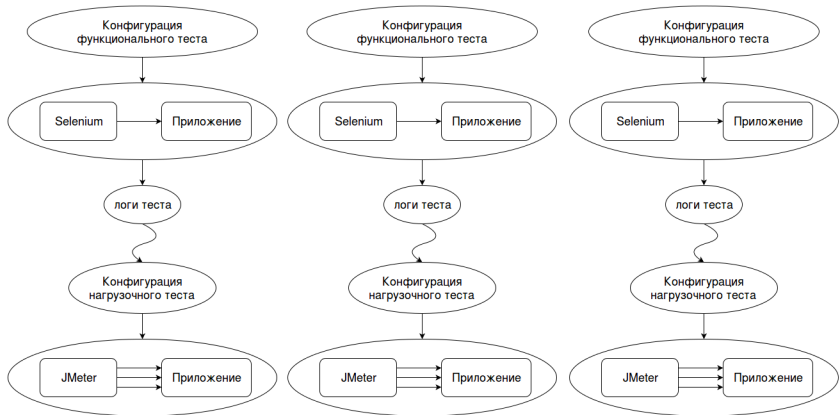 Конфигурация
функционального теста
Selenium
Приложение
логи теста
Конфигурация
нагрузочного теста
JMeter
Приложение
Конфигурация
функционального теста
Selenium
Приложение
логи теста
Конфигурация
нагрузочного теста
JMeter
Приложение
Конфигурация
функционального теста
Selenium
Приложение
логи теста
Конфигурация
нагрузочного теста
JMeter
Приложение